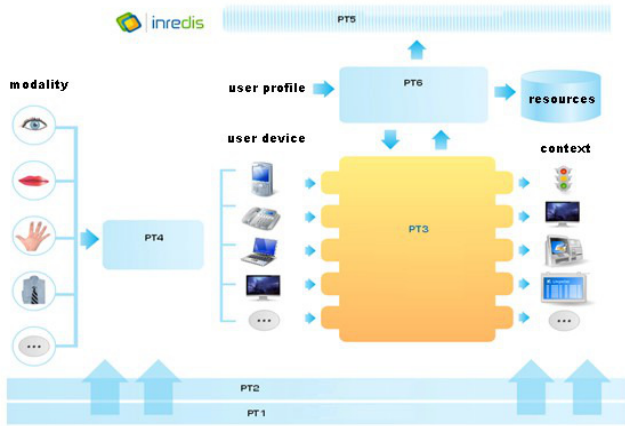 inredis
PT5
modality
user profile
PT6
resources
user device
context
PT4
PT3
PT2
PT1